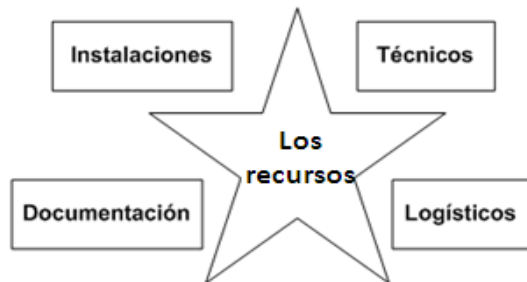 Instalaciones
Técnicos
Los
recursos
Documentación
Logísticos